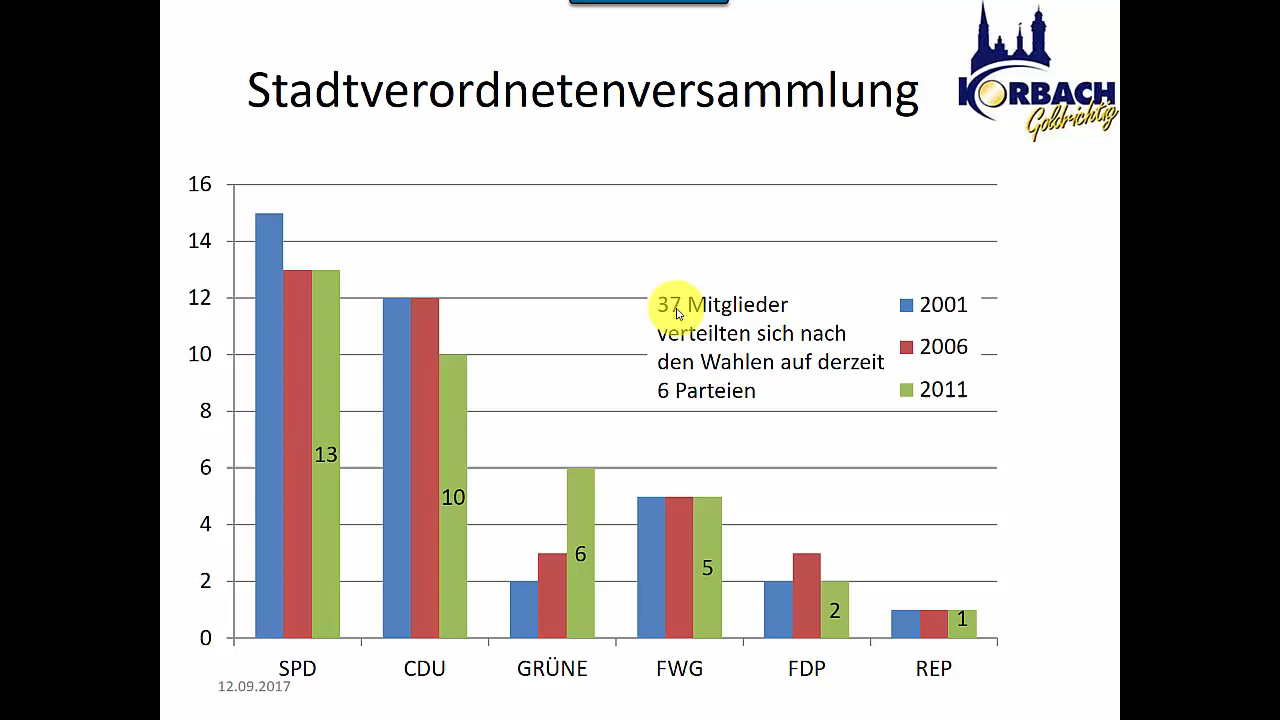 Stadtverordnetenversammlung
KORBACH
Goldrichtig
16
14
12
10
8
6
4
2
0
37 Mitglieder
verteilten sich nach
den Wahlen auf derzeit
6 Parteien
2001
2006
2011
13
10
6
5
2
1
SPD
CDU
GRÜNE
FWG
FDP
REP
12.09.2017